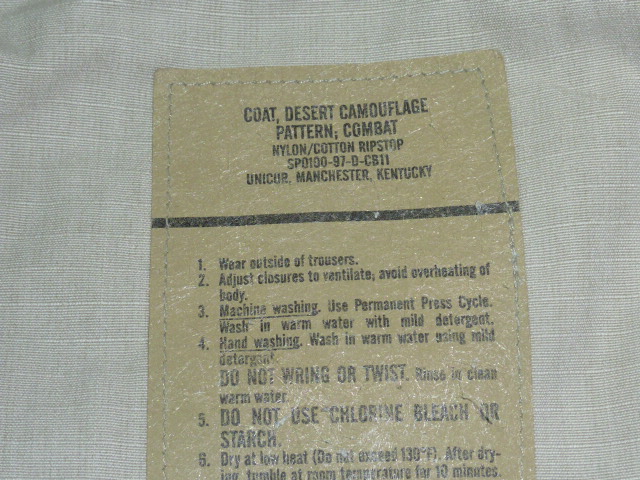 COAT, DESERT CAMOUFLAGE
PATTERN, COMBAT
NYLON/COTTON RIPSTOP
SPO100-97-D-CB11
UNICOR, MANCHESTER, KENTUCKY
1. Wear outside of trousers.
2. Adjust closures to ventilate, avoid overheating of
body.
3. Machine washing. Use Permanent Press Cycle.
Wash in warm water with mild detergent.
4. Hand washing. Wash in warm water using mild
detergent.
DO NOT WRING OR TWIST. Rinse in clean
warm water.
5. DO NOT USE CHLORINE BLEACH OR
STARCH.
6. Dry at low heat (Do not exceed 130°F). After dry-
ing, tumble at room temperature for 10 minutes.